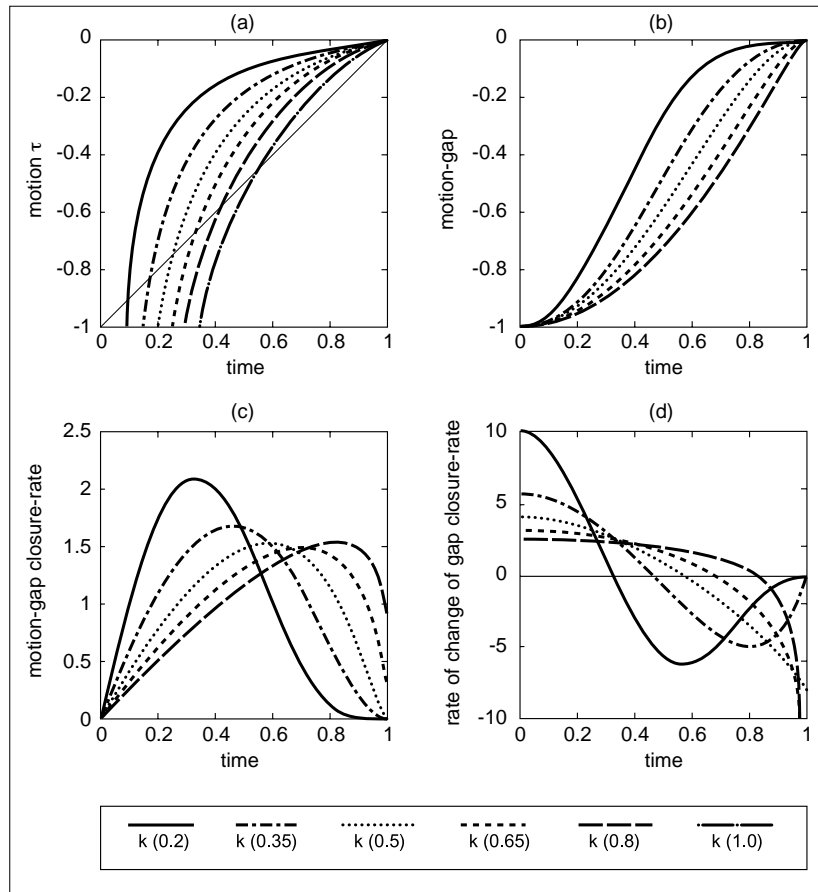 (a)
0
-0.2
-0.4
-0.6
-0.8
-1
motion τ
0 0.2 0.4 0.6 0.8 1
time
(b)
0
-0.2
-0.4
-0.6
-0.8
-1
motion-gap
0 0.2 0.4 0.6 0.8 1
time
(c)
2.5
2
1.5
1
0.5
0
motion-gap closure-rate
0 0.2 0.4 0.6 0.8 1
time
(d)
10
5
0
-5
-10
rate of change of gap closure-rate
0 0.2 0.4 0.6 0.8 1
time
k (0.2) k (0.35) k (0.5) k (0.65) k (0.8) k (1.0)